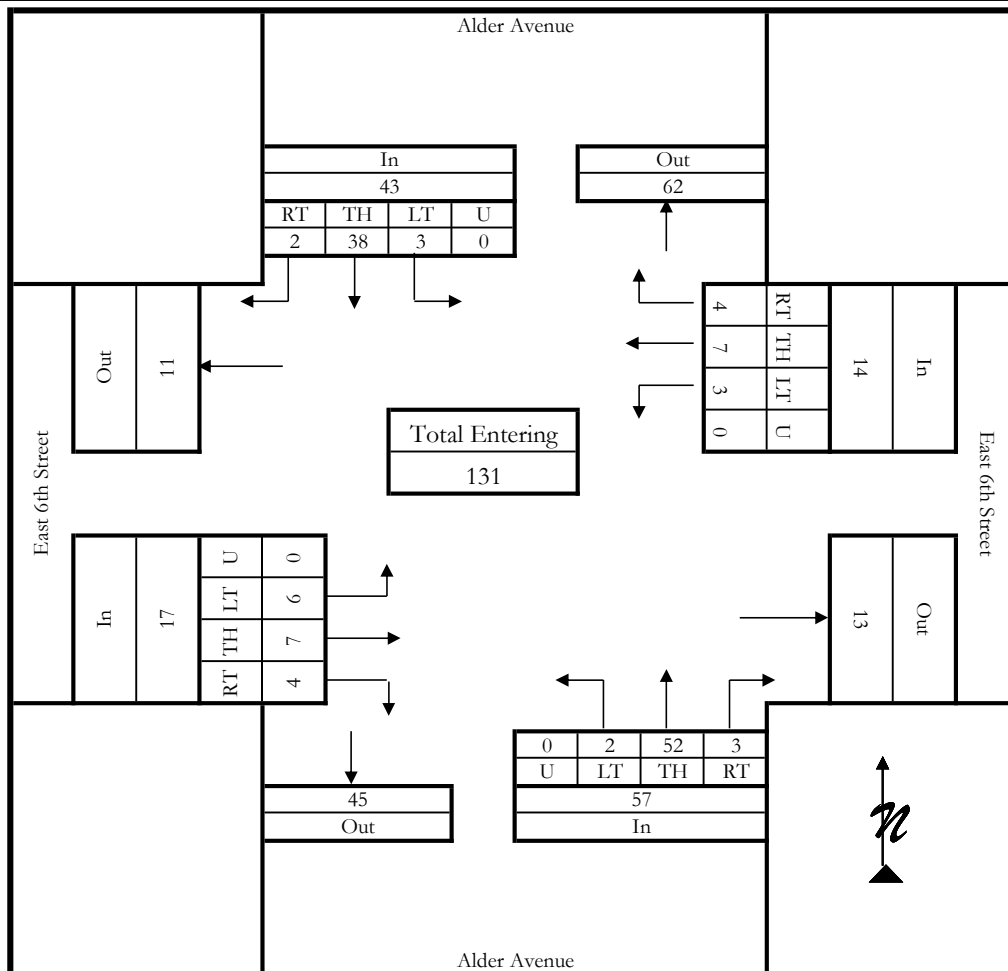 Alder Avenue
In
43
RT TH LT U
2 38 3 0
Out
62
Out
11
4 RT
7 TH
3 LT
0 U
14
In
Total Entering
131
East 6th Street
East 6th Street
In
17
U 0
LT 6
TH 7
RT 4
13
Out
0 2 52 3
U LT TH RT
57
In
45
Out
N
Alder Avenue